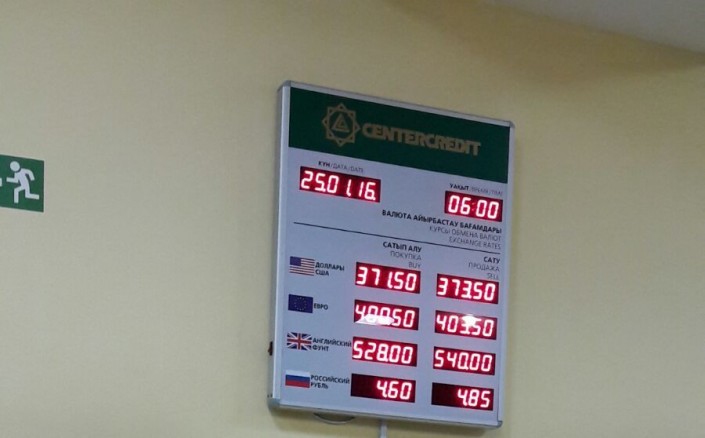 CENTERCREDIT
КҮН/ДАТА/DATE
25.01.16.
УАҚЫТ/ВРЕМЯ/TIME
06:00
ВАЛЮТА АЙЫРБАСТАУ БАҒАМДАРЫ
КУРСЫ ОБМЕНА ВАЛЮТ
EXCHANGE RATES
САТЫП АЛУ САТУ
ПОКУПКА ПРОДАЖА
BUY SELL
ДОЛЛАРЫ
США 371.50 373.50
ЕВРО 400.50 403.50
АНГЛИЙСКИЙ
ФУНТ 528.00 540.00
РОССИЙСКИЙ
РУБЛЬ 4.60 4.85